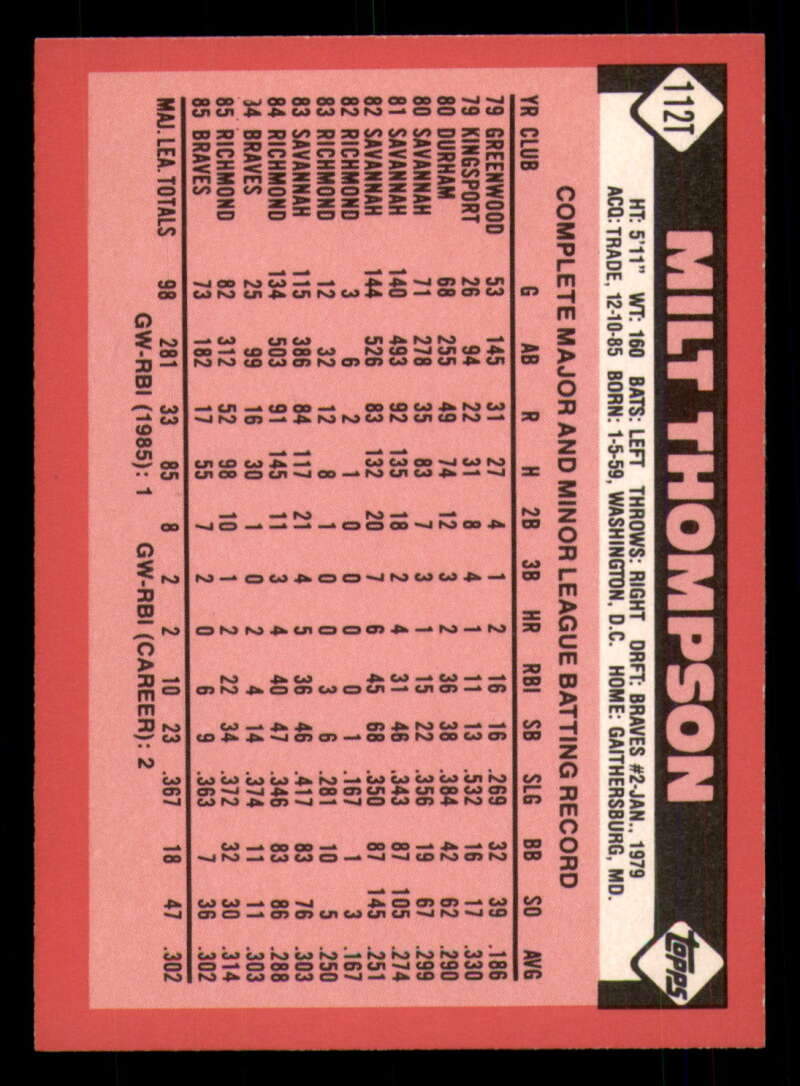 112T
MILT THOMPSON
topps
HT: 5'11" WT: 160 BATS: LEFT THROWS: RIGHT DRFT: BRAVES #2-JAN., 1979
ACQ: TRADE, 12-10-85 BORN: 1-5-59, WASHINGTON, D.C. HOME: GAITHERSBURG, MD.
COMPLETE MAJOR AND MINOR LEAGUE BATTING RECORD
YR CLUB G AB R H 2B 3B HR RBI SB SLG BB SO AVG
79 GREENWOOD 53 145 31 27 4 1 2 16 16 .269 32 39 .186
79 KINGSPORT 26 94 22 31 8 4 1 11 13 .532 16 17 .330
80 DURHAM 68 255 49 74 12 3 2 36 38 .384 42 62 .290
80 SAVANNAH 71 278 35 83 7 3 1 15 22 .356 19 67 .299
81 SAVANNAH 140 493 92 135 18 2 4 31 46 .343 87 105 .274
82 SAVANNAH 144 526 83 132 20 7 6 45 68 .350 87 145 .251
82 RICHMOND 3 6 2 1 0 0 0 0 1 .167 1 3 .167
83 RICHMOND 12 32 12 8 1 0 0 3 6 .281 10 5 .250
83 SAVANNAH 115 386 84 117 21 4 5 36 46 .417 83 76 .303
84 RICHMOND 134 503 91 145 11 3 4 40 47 .346 83 86 .288
84 BRAVES 25 99 16 30 1 0 2 4 14 .374 11 11 .303
85 RICHMOND 82 312 52 98 10 1 2 22 34 .372 32 30 .314
85 BRAVES 73 182 17 55 7 2 0 6 9 .363 7 36 .302
MAJ. LEA. TOTALS 98 281 33 85 8 2 2 10 23 .367 18 47 .302
GW-RBI (1985): 1 GW-RBI (CAREER): 2